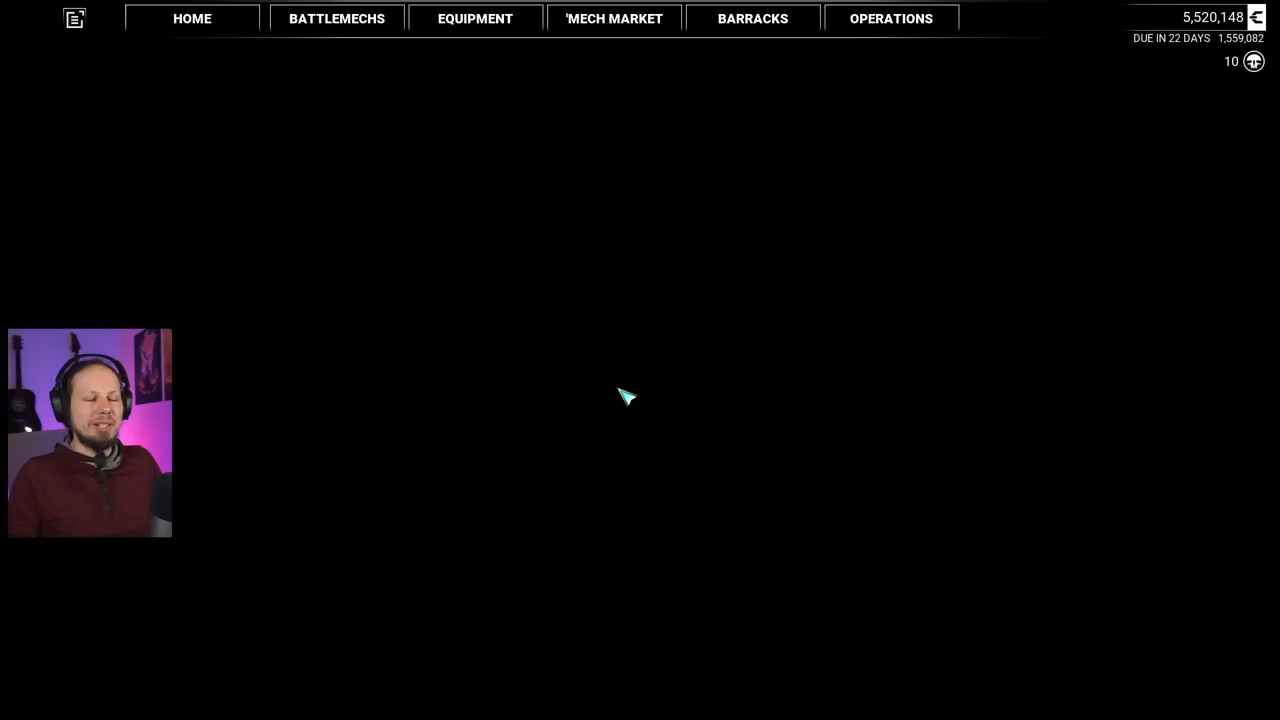 HOME
BATTLEMECHS
EQUIPMENT
'MECH MARKET
BARRACKS
OPERATIONS
5,520,148
DUE IN 22 DAYS 1,559,082
10